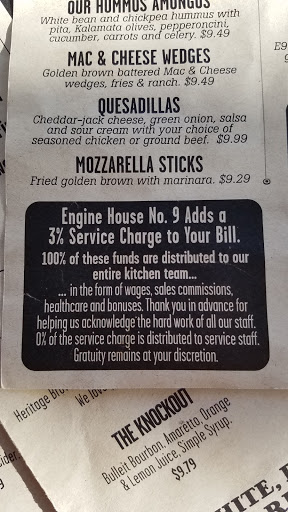 OUR HUMMUS AMONGUS
White bean and chickpea hummus with
pita, Kalamata olives, pepperoncini,
cucumber, carrots and celery. $9.49
MAC & CHEESE WEDGES
Golden brown battered Mac & Cheese
wedges, fries & ranch. $9.49
QUESADILLAS
Cheddar-jack cheese, green onion, salsa
and sour cream with your choice of
seasoned chicken or ground beef. $9.99
MOZZARELLA STICKS
Fried golden brown with marinara. $9.29
Engine House No. 9 Adds a
3% Service Charge to Your Bill.
100% of these funds are distributed to our
entire kitchen team...
... in the form of wages, sales commissions,
healthcare and bonuses. Thank you in advance for
helping us acknowledge the hard work of all our staff.
0% of the service charge is distributed to service staff.
Gratuity remains at your discretion.
Heritage
We
THE KNOCKOUT
Bulleit Bourbon, Amaretto, Orange
& Lemon Juice, Simple Syrup.
$9.79